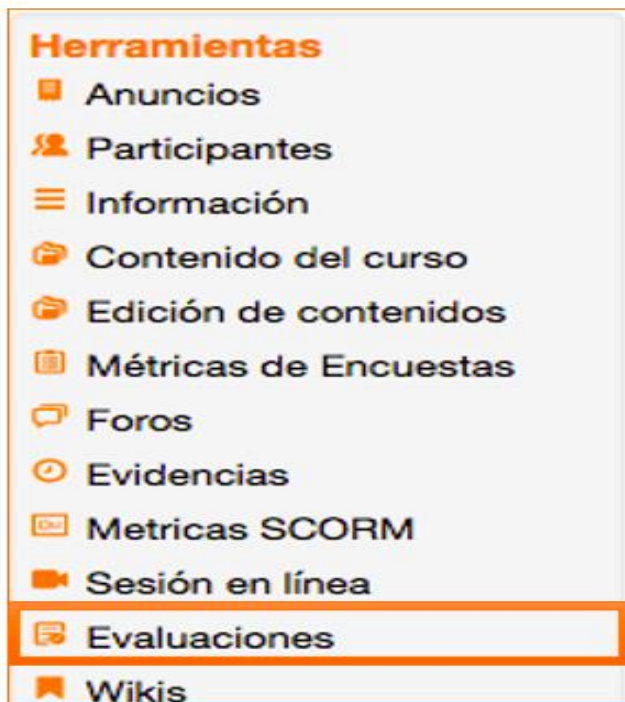 Herramientas
Anuncios
Participantes
Información
Contenido del curso
Edición de contenidos
Métricas de Encuestas
Foros
Evidencias
Metricas SCORM
Sesión en línea
Evaluaciones
Wikis